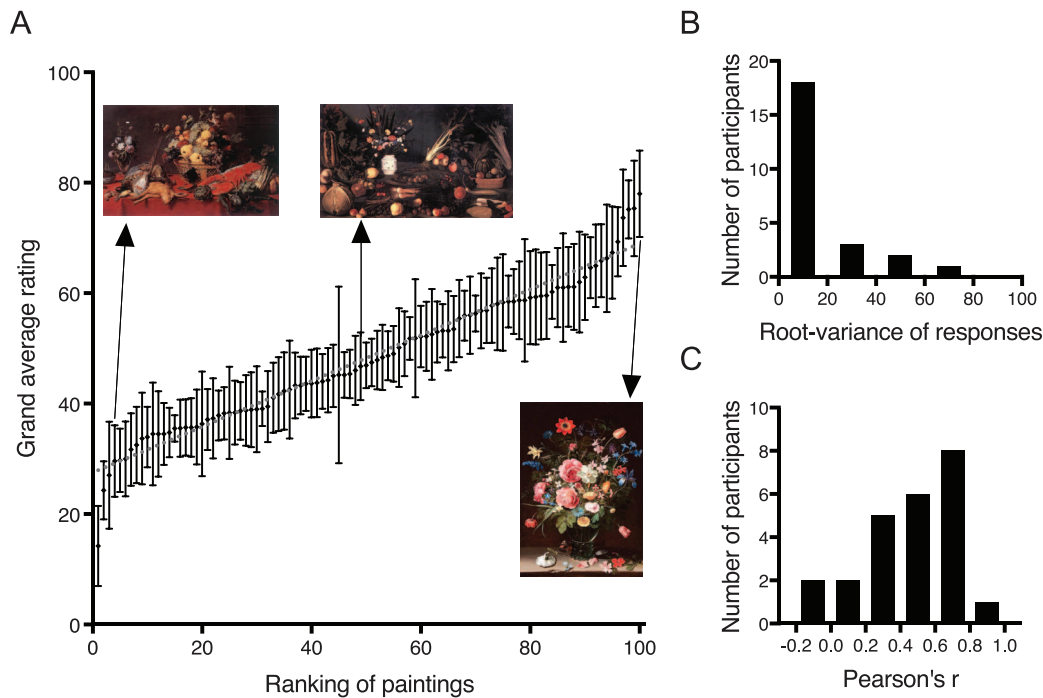 A
Grand average rating
100
80
60
40
20
0
0 20 40 60 80 100
Ranking of paintings
B
Number of participants
20
15
10
5
0
0 20 40 60 80 100
Root-variance of responses
C
Number of participants
10
8
6
4
2
0
-0.2 0.0 0.2 0.4 0.6 0.8 1.0
Pearson's r